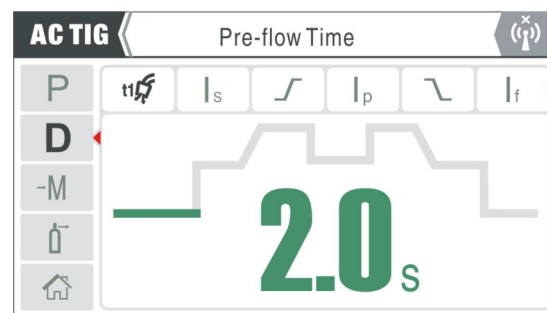 AC TIG Pre-flow Time
P t1 Is Ip If
D
-M
2.0 s